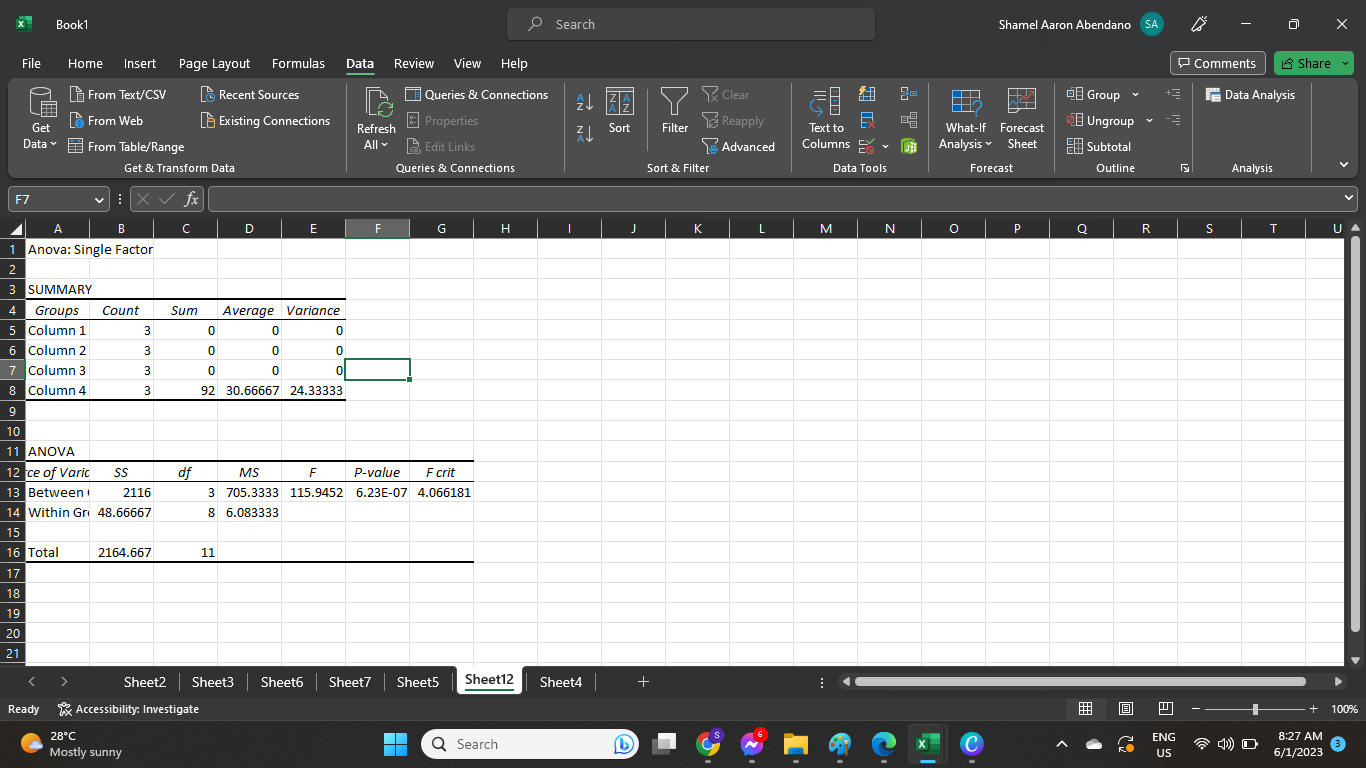 Book1
Search
Shamel Aaron Abendano SA
File Home Insert Page Layout Formulas Data Review View Help
Comments Share
Get Data
From Text/CSV
From Web
From Table/Range
Recent Sources
Existing Connections
Get & Transform Data
Refresh All
Queries & Connections
Properties
Edit Links
Queries & Connections
Sort
Filter
Clear
Reapply
Advanced
Sort & Filter
Text to Columns
Data Tools
What-If Analysis
Forecast Sheet
Forecast
Group
Ungroup
Subtotal
Outline
Data Analysis
Analysis
F7
fx
A B C D E F G H I J K L M N O P Q R S T U
1 Anova: Single Factor
2
3 SUMMARY
4 Groups Count Sum Average Variance
5 Column 1 3 0 0 0
6 Column 2 3 0 0 0
7 Column 3 3 0 0 0
8 Column 4 3 92 30.66667 24.33333
9
10
11 ANOVA
12 ce of Varia SS df MS F P-value F crit
13 Between 2116 3 705.3333 115.9452 6.23E-07 4.066181
14 Within Gr 48.66667 8 6.083333
15
16 Total 2164.667 11
17
18
19
20
21
Sheet2 Sheet3 Sheet6 Sheet7 Sheet5 Sheet12 Sheet4
Ready Accessibility: Investigate 100%
28°C
Mostly sunny
Search
S
6
ENG
US
8:27 AM
6/1/2023
3